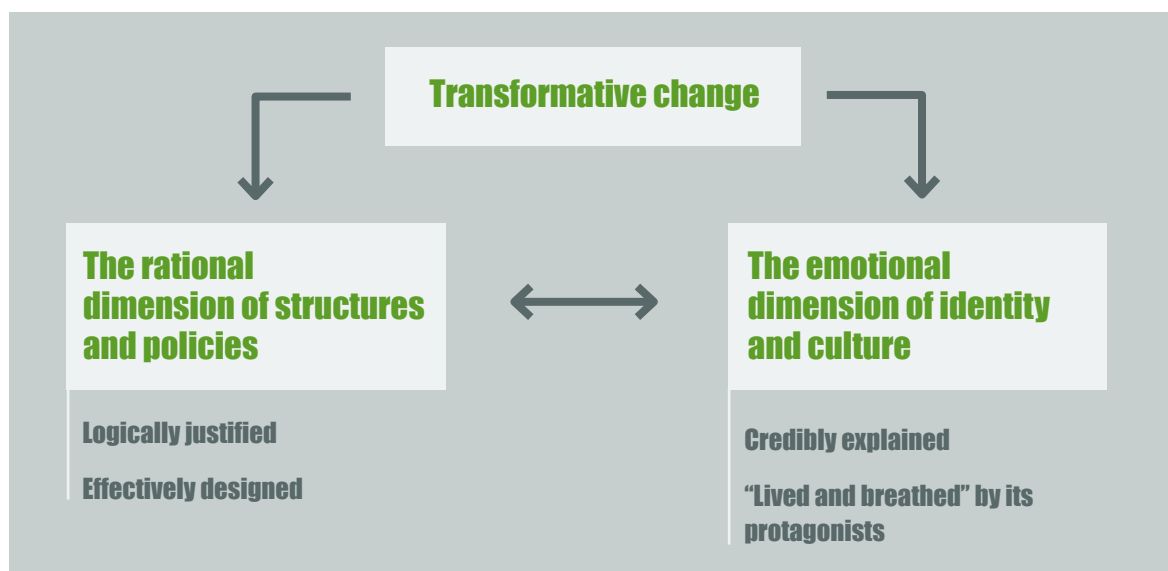 Transformative change
The rational
dimension of structures
and policies
Logically justified
Effectively designed
The emotional
dimension of identity
and culture
Credibly explained
“Lived and breathed” by its
protagonists